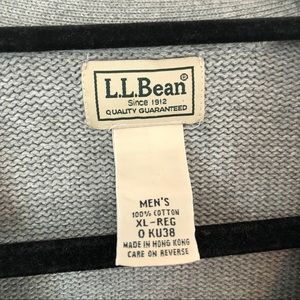 L.L.Bean®
Since 1912
QUALITY GUARANTEED
MEN'S
100% COTTON
XL-REG
0 KU38
MADE IN HONG KONG
CARE ON REVERSE